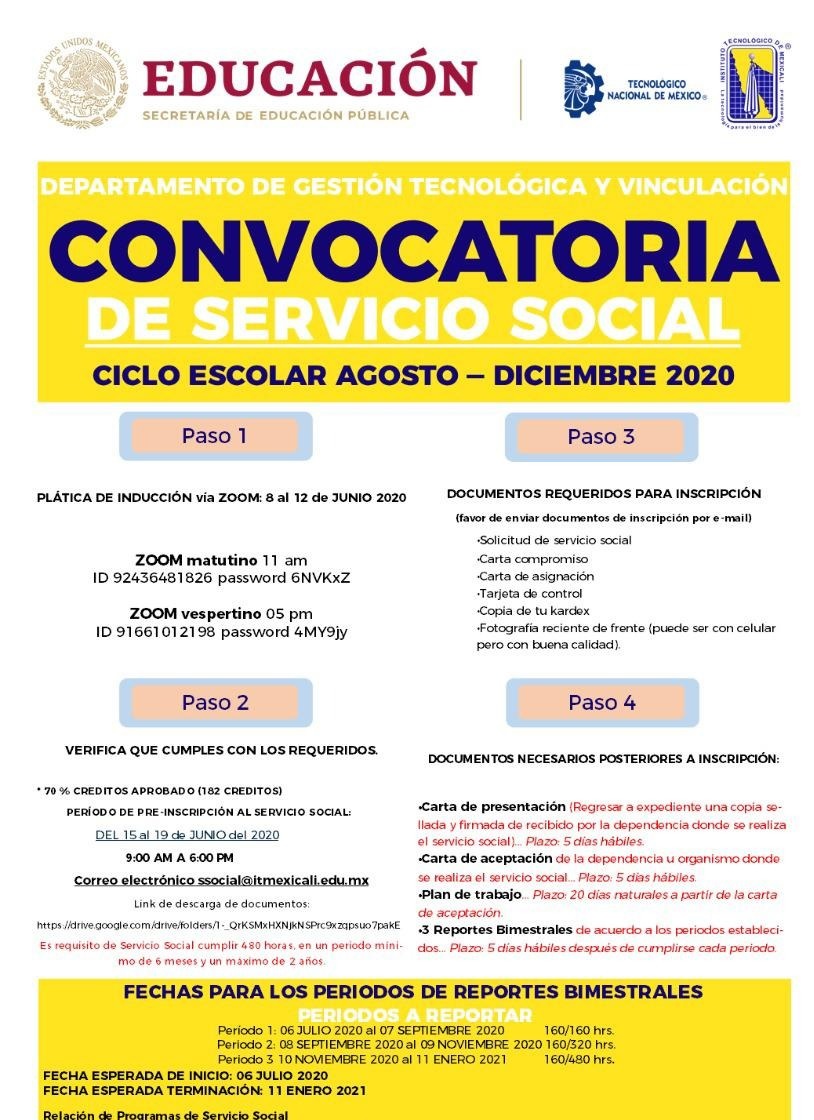 ESTADOS UNIDOS MEXICANOS
EDUCACIÓN
SECRETARÍA DE EDUCACIÓN PÚBLICA
TECNOLÓGICO
NACIONAL DE MÉXICO®
INSTITUTO TECNOLÓGICO DE MEXICALI
®
DEPARTAMENTO DE GESTIÓN TECNOLÓGICA Y VINCULACIÓN
CONVOCATORIA
DE SERVICIO SOCIAL
CICLO ESCOLAR AGOSTO – DICIEMBRE 2020
Paso 1
PLÁTICA DE INDUCCIÓN vía ZOOM: 8 al 12 de JUNIO 2020
ZOOM matutino 11 am
ID 92436481826 password 6NVKxZ
ZOOM vespertino 05 pm
ID 91661012198 password 4MY9jy
Paso 2
VERIFICA QUE CUMPLES CON LOS REQUERIDOS.
* 70 % CREDITOS APROBADO (182 CREDITOS)
PERÍODO DE PRE-INSCRIPCIÓN AL SERVICIO SOCIAL:
DEL 15 al 19 de JUNIO del 2020
9:00 AM A 6:00 PM
Correo electrónico ssocial@itmexicali.edu.mx
Link de descarga de documentos:
https://drive.google.com/drive/folders/1-_QrKSMxHXNjkNSPrc9xzqpsuo7pakE
Es requisito de Servicio Social cumplir 480 horas, en un periodo míni-
mo de 6 meses y un máximo de 2 años.
Paso 3
DOCUMENTOS REQUERIDOS PARA INSCRIPCIÓN
(favor de enviar documentos de inscripción por e-mail)
•Solicitud de servicio social
•Carta compromiso
•Carta de asignación
•Tarjeta de control
•Copia de tu kardex
•Fotografía reciente de frente (puede ser con celular
pero con buena calidad).
Paso 4
DOCUMENTOS NECESARIOS POSTERIORES A INSCRIPCIÓN:
•Carta de presentación (Regresar a expediente una copia se-
llada y firmada de recibido por la dependencia donde se realiza
el servicio social)... Plazo: 5 días hábiles.
•Carta de aceptación de la dependencia u organismo donde
se realiza el servicio social... Plazo: 5 días hábiles.
•Plan de trabajo... Plazo: 20 días naturales a partir de la carta
de aceptación.
•3 Reportes Bimestrales de acuerdo a los periodos estableci-
dos... Plazo: 5 días hábiles después de cumplirse cada periodo.
FECHAS PARA LOS PERIODOS DE REPORTES BIMESTRALES
PERIODOS A REPORTAR
Período 1: 06 JULIO 2020 al 07 SEPTIEMBRE 2020 160/160 hrs.
Periodo 2: 08 SEPTIEMBRE 2020 al 09 NOVIEMBRE 2020 160/320 hrs.
Periodo 3 10 NOVIEMBRE 2020 al 11 ENERO 2021 160/480 hrs.
FECHA ESPERADA DE INICIO: 06 JULIO 2020
FECHA ESPERADA TERMINACIÓN: 11 ENERO 2021
Relación de Programas de Servicio Social